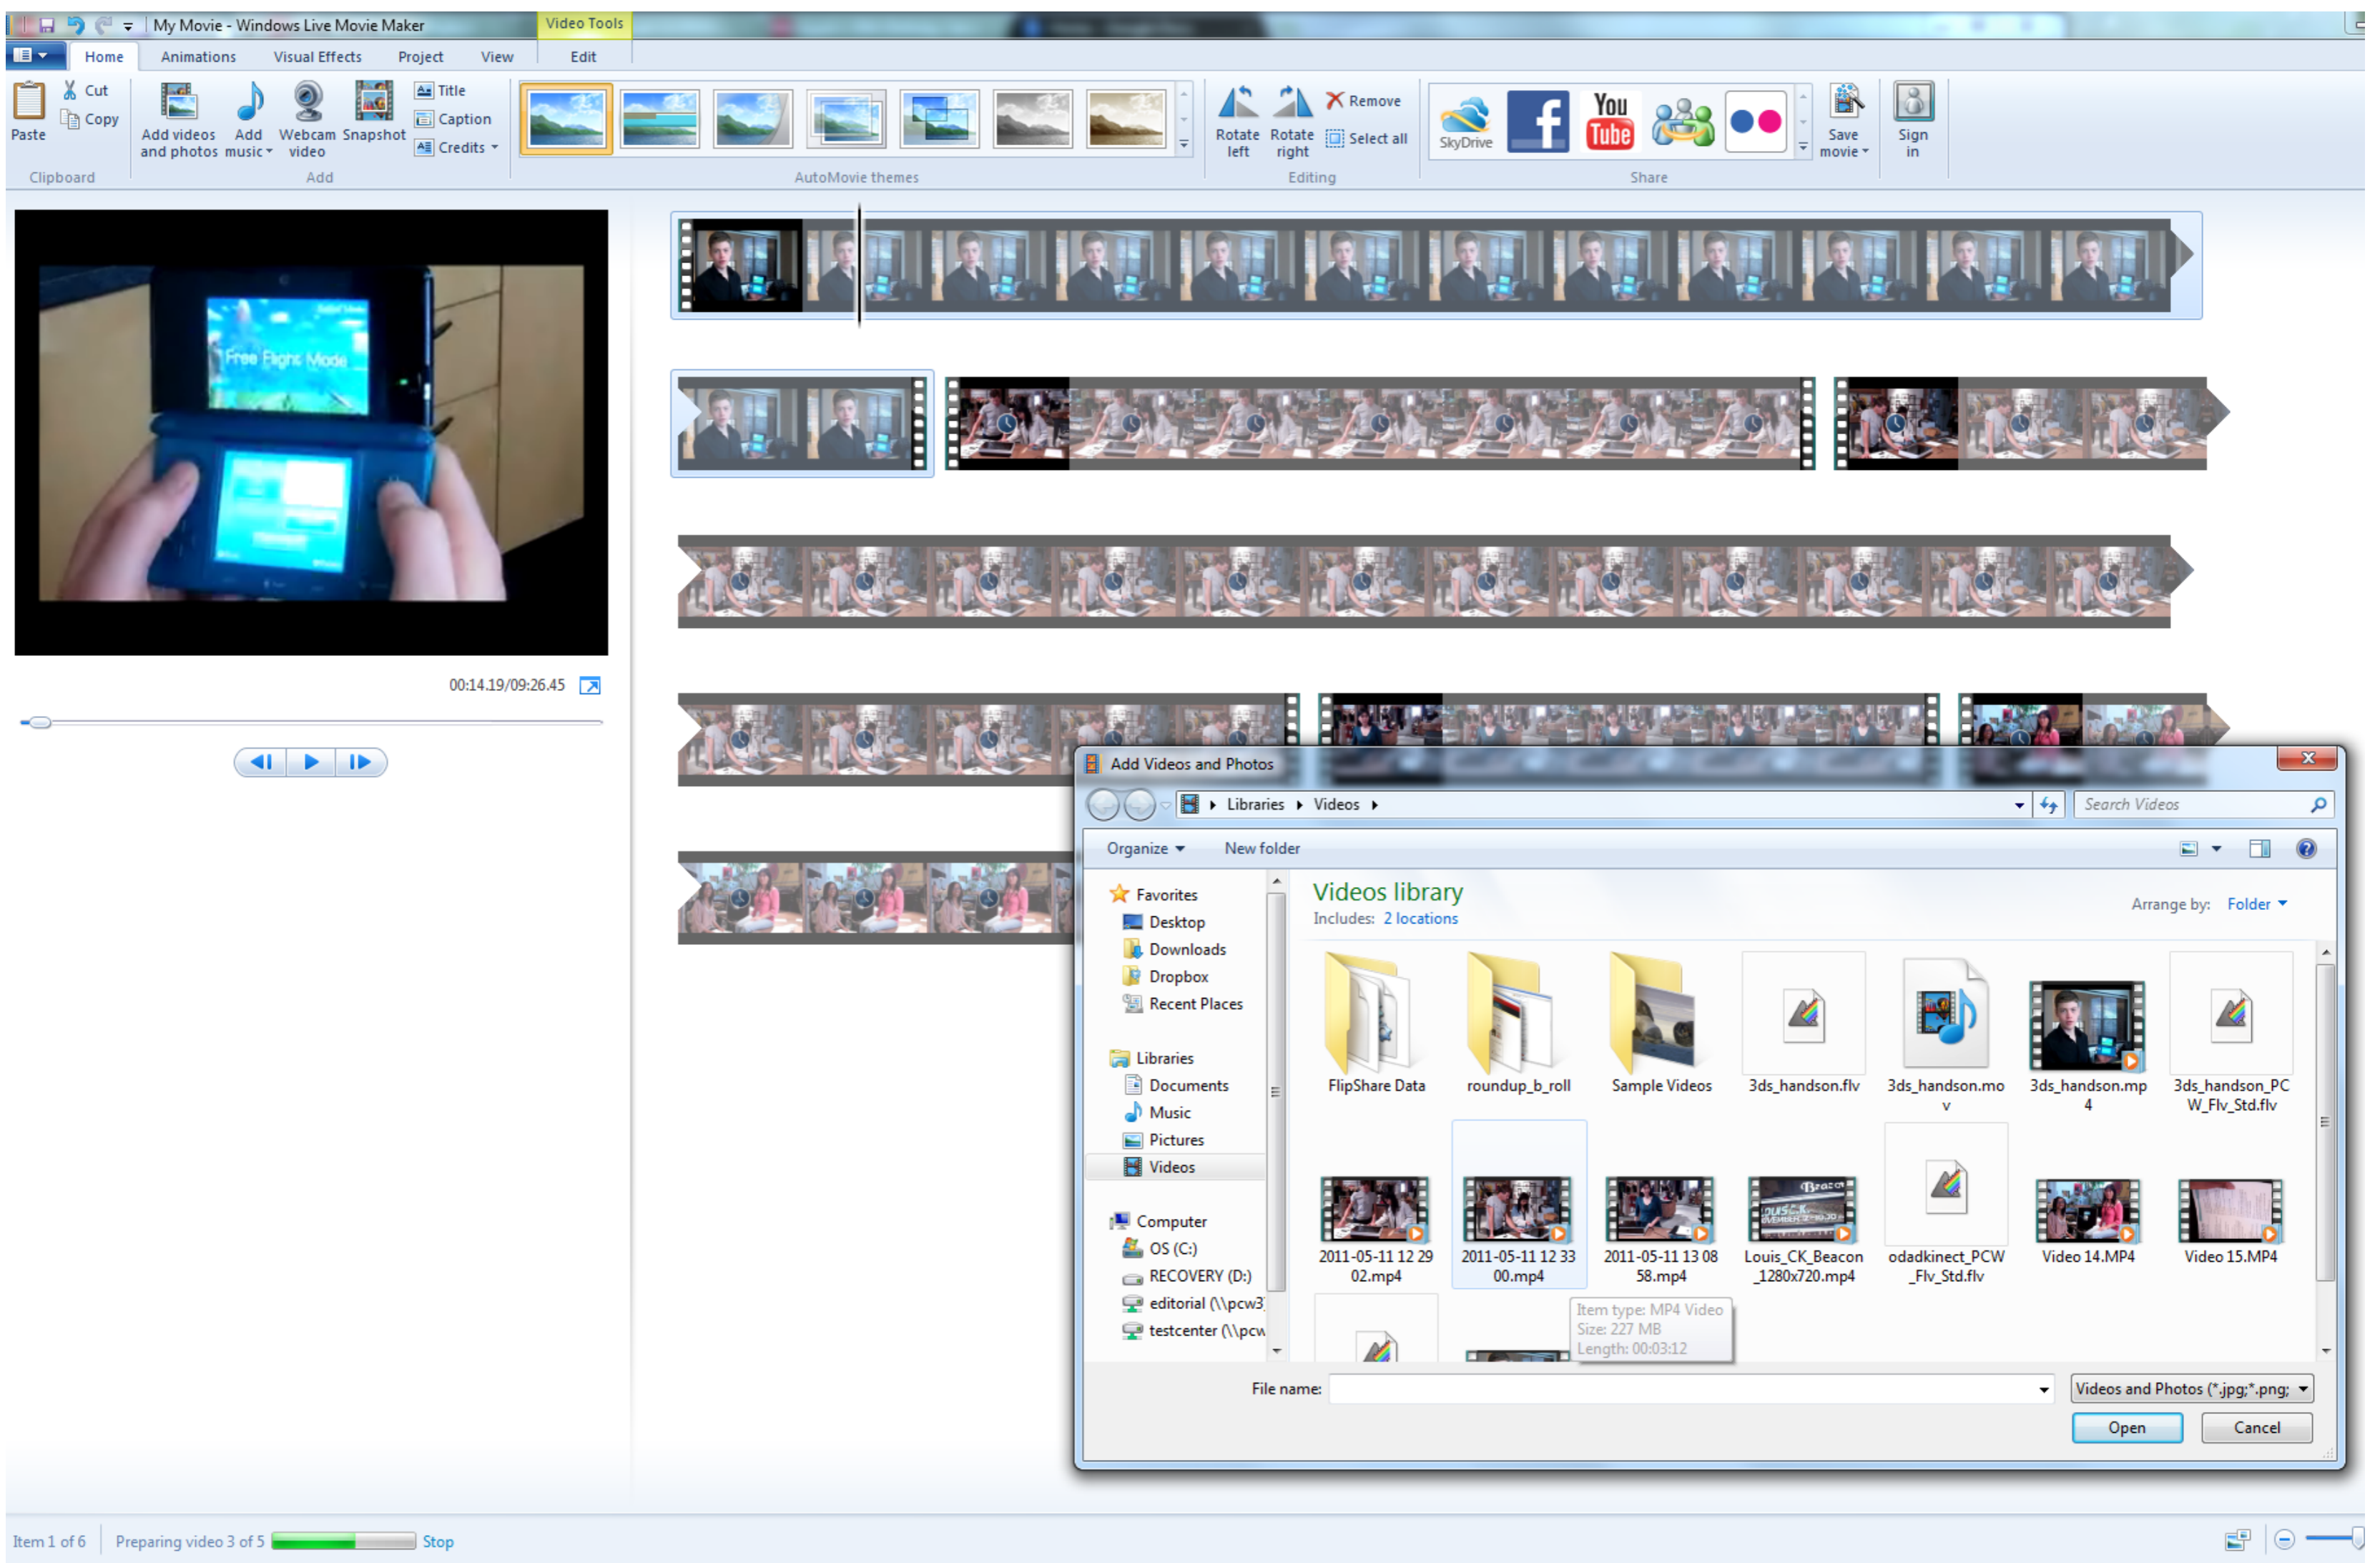 My Movie - Windows Live Movie Maker
Video Tools
Home Animations Visual Effects Project View Edit
Paste
Cut
Copy
Clipboard
Add videos and photos
Add music
Webcam video
Snapshot
Title
Caption
Credits
Add
AutoMovie themes
Rotate left
Rotate right
Remove
Select all
Editing
SkyDrive
f
You Tube
Share
Save movie
Sign in
Free Flight Mode
00:14.19/09:26.45
Add Videos and Photos
Libraries Videos
Search Videos
Organize New folder
Favorites
Desktop
Downloads
Dropbox
Recent Places
Libraries
Documents
Music
Pictures
Videos
Computer
OS (C:)
RECOVERY (D:)
editorial (\\pcw3
testcenter (\\pcw
Videos library
Includes: 2 locations
Arrange by: Folder
FlipShare Data
roundup_b_roll
Sample Videos
3ds_handson.flv
3ds_handson.mo
v
3ds_handson.mp
4
3ds_handson_PC
W_Flv_Std.flv
2011-05-11 12 29
02.mp4
2011-05-11 12 33
00.mp4
2011-05-11 13 08
58.mp4
Louis_CK_Beacon
_1280x720.mp4
odadkinect_PCW
_Flv_Std.flv
Video 14.MP4
Video 15.MP4
Item type: MP4 Video
Size: 227 MB
Length: 00:03:12
File name:
Videos and Photos (*.jpg;*.png;
Open Cancel
Item 1 of 6 Preparing video 3 of 5 Stop